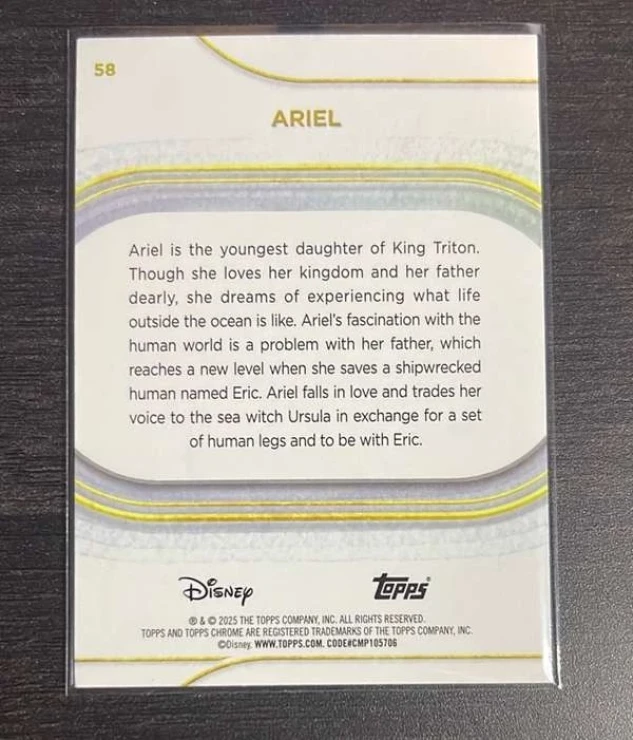 58
ARIEL
Ariel is the youngest daughter of King Triton.
Though she loves her kingdom and her father
dearly, she dreams of experiencing what life
outside the ocean is like. Ariel's fascination with the
human world is a problem with her father, which
reaches a new level when she saves a shipwrecked
human named Eric. Ariel falls in love and trades her
voice to the sea witch Ursula in exchange for a set
of human legs and to be with Eric.
Disney Topps®
® & © 2025 THE TOPPS COMPANY, INC. ALL RIGHTS RESERVED.
TOPPS AND TOPPS CHROME ARE REGISTERED TRADEMARKS OF THE TOPPS COMPANY, INC.
©Disney. WWW.TOPPS.COM. CODE#CMP105706